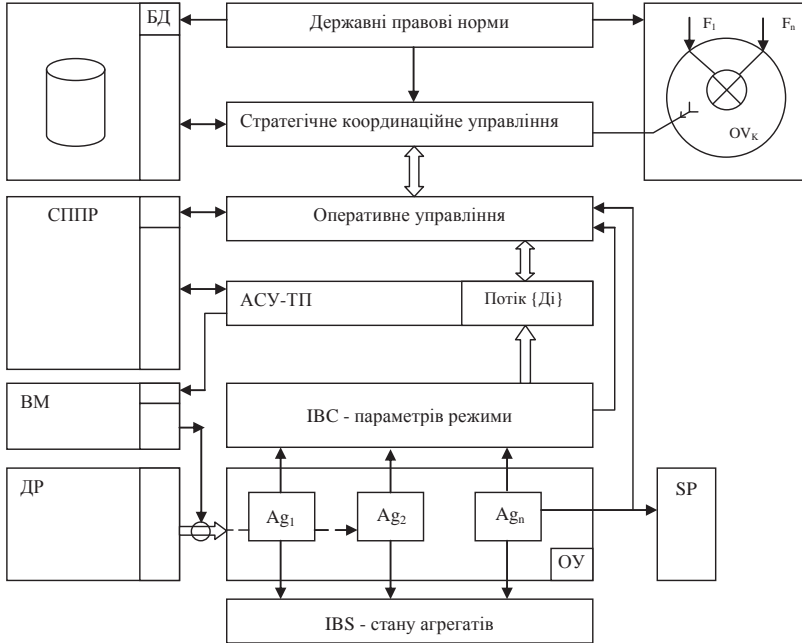 БД
Державні правові норми
F1
Fn
Стратегічне координаційне управління
OVK
СППР
Оперативне управління
АСУ-ТП
Потік {Ді}
ВМ
ІВС - параметрів режими
ДР
Ag1
Ag2
Agn
SP
ОУ
IBS - стану агрегатів